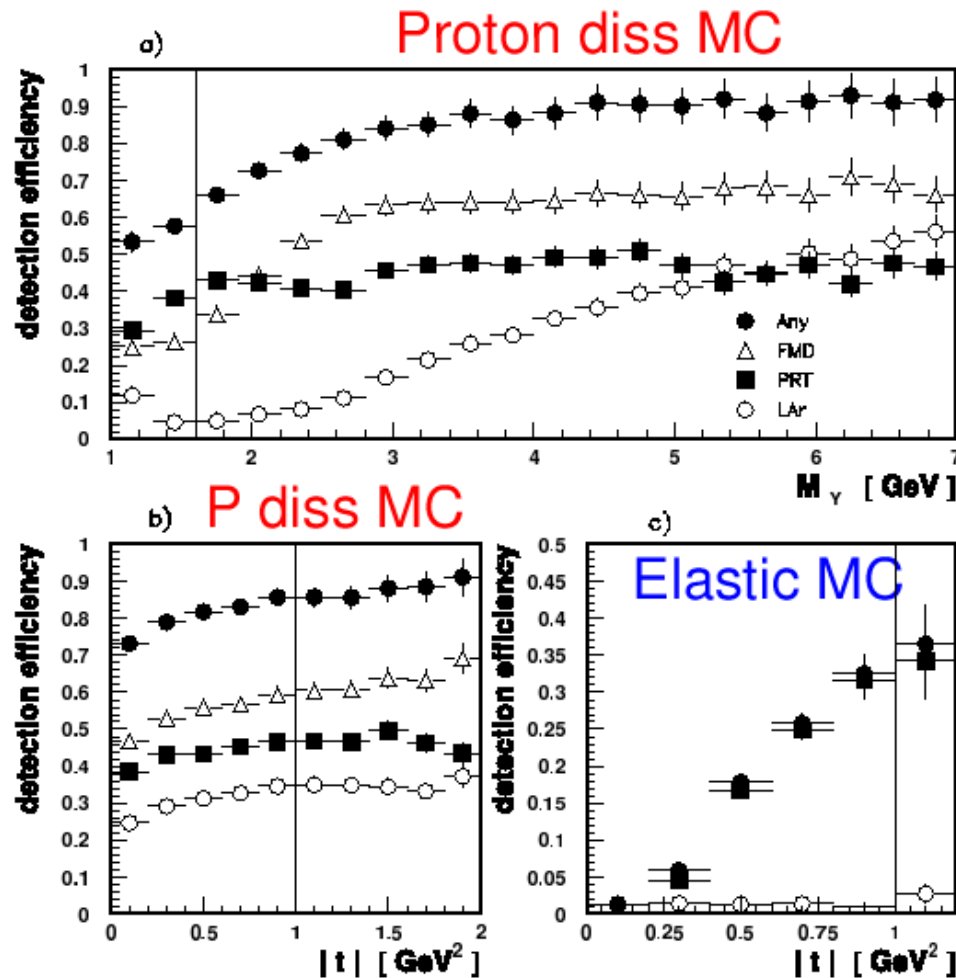 a) Proton diss MC
detection efficiency
1
0.9
0.8
0.7
0.6
0.5
0.4
0.3
0.2
0.1
0
Any
FMD
PRT
LAr
1 2 3 4 5 6 7
M Y [ GeV ]
b) P diss MC
detection efficiency
1
0.9
0.8
0.7
0.6
0.5
0.4
0.3
0.2
0.1
0
0 0.5 1 1.5 2
| t | [ GeV2 ]
c)
Elastic MC
detection efficiency
0.5
0.45
0.4
0.35
0.3
0.25
0.2
0.15
0.1
0.05
0
0 0.25 0.5 0.75 1
| t | [ GeV2 ]